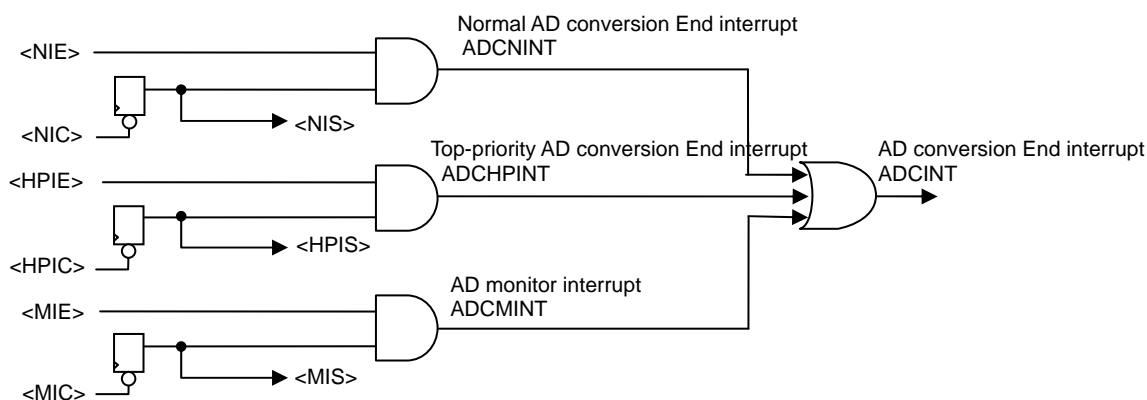 Normal AD conversion End interrupt
ADCNINT
<NIE>
<NIC>
<NIS>
Top-priority AD conversion End interrupt
ADCHPINT
AD conversion End interrupt
ADCINT
<HPIE>
<HPIC>
<HPIS>
AD monitor interrupt
ADCMINT
<MIE>
<MIC>
<MIS>